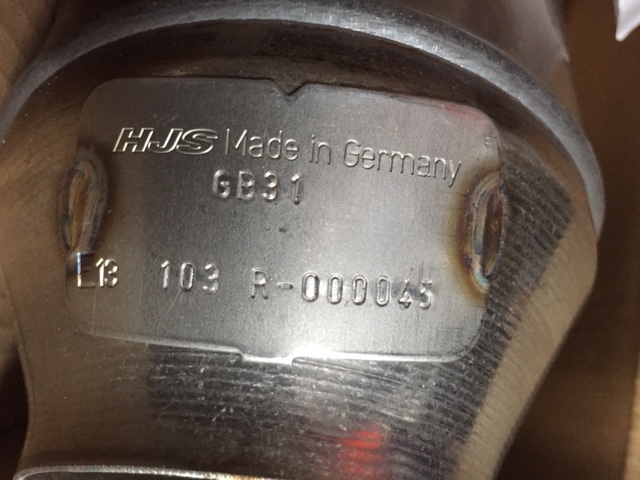 HJS Made in Germany
GB31
E13 103 R-000045